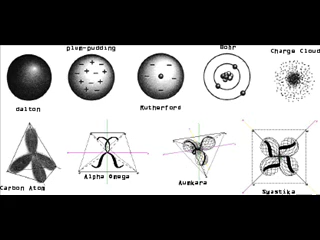 plum-pudding
Bohr
Charge Cloud
dalton
Rutherford
Carbon Atom
Alpha omega
Aumkara
Swastika